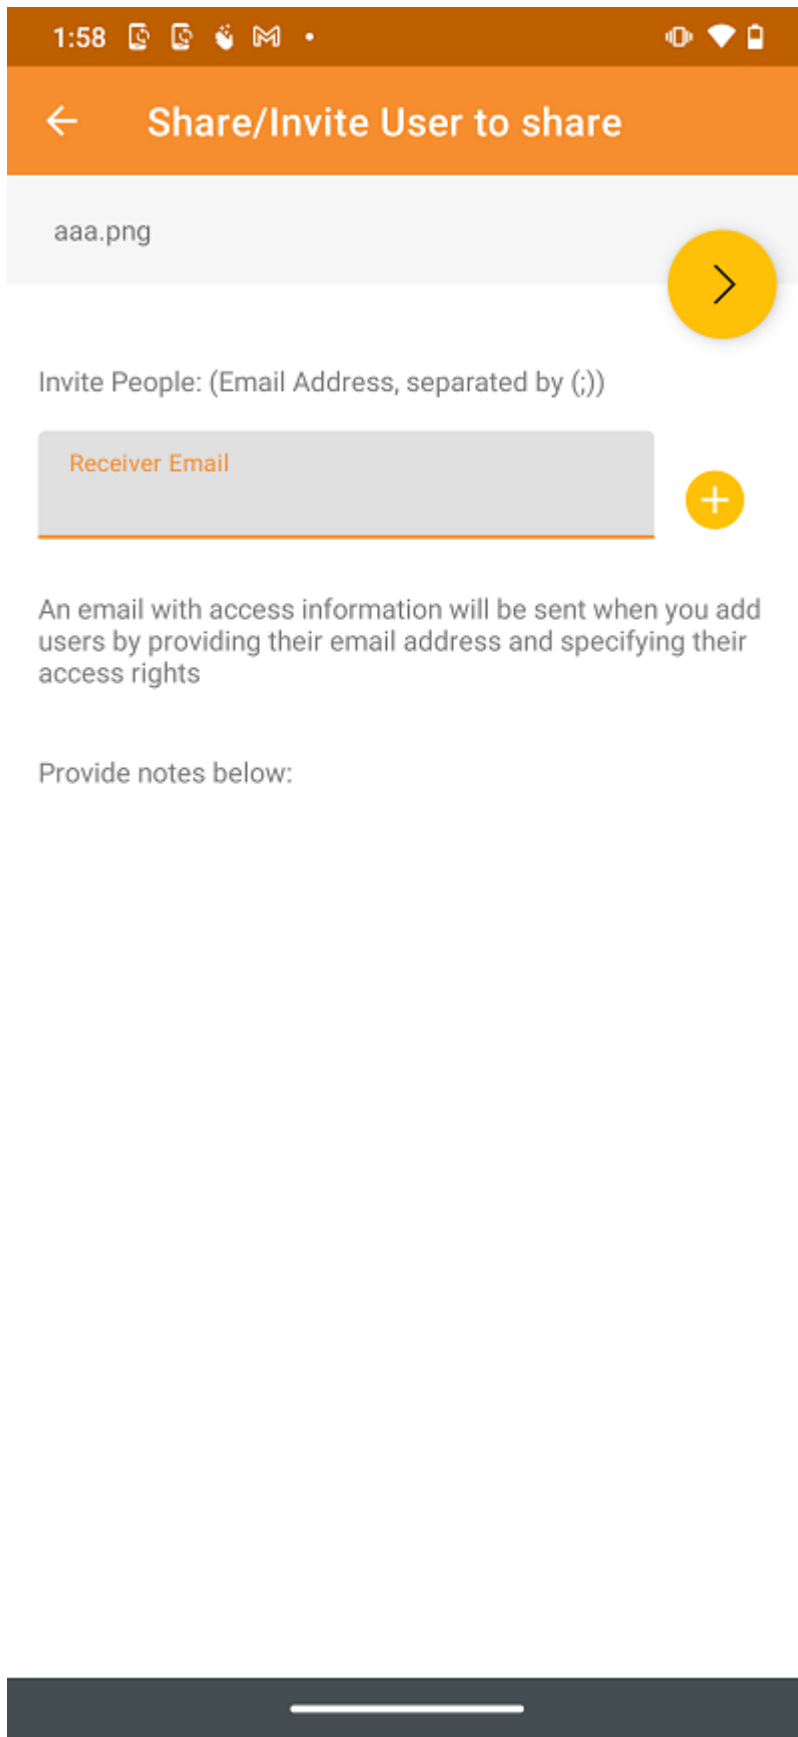 1:58
Share/Invite User to share
aaa.png
Invite People: (Email Address, separated by (;))
Receiver Email
An email with access information will be sent when you add
users by providing their email address and specifying their
access rights
Provide notes below: